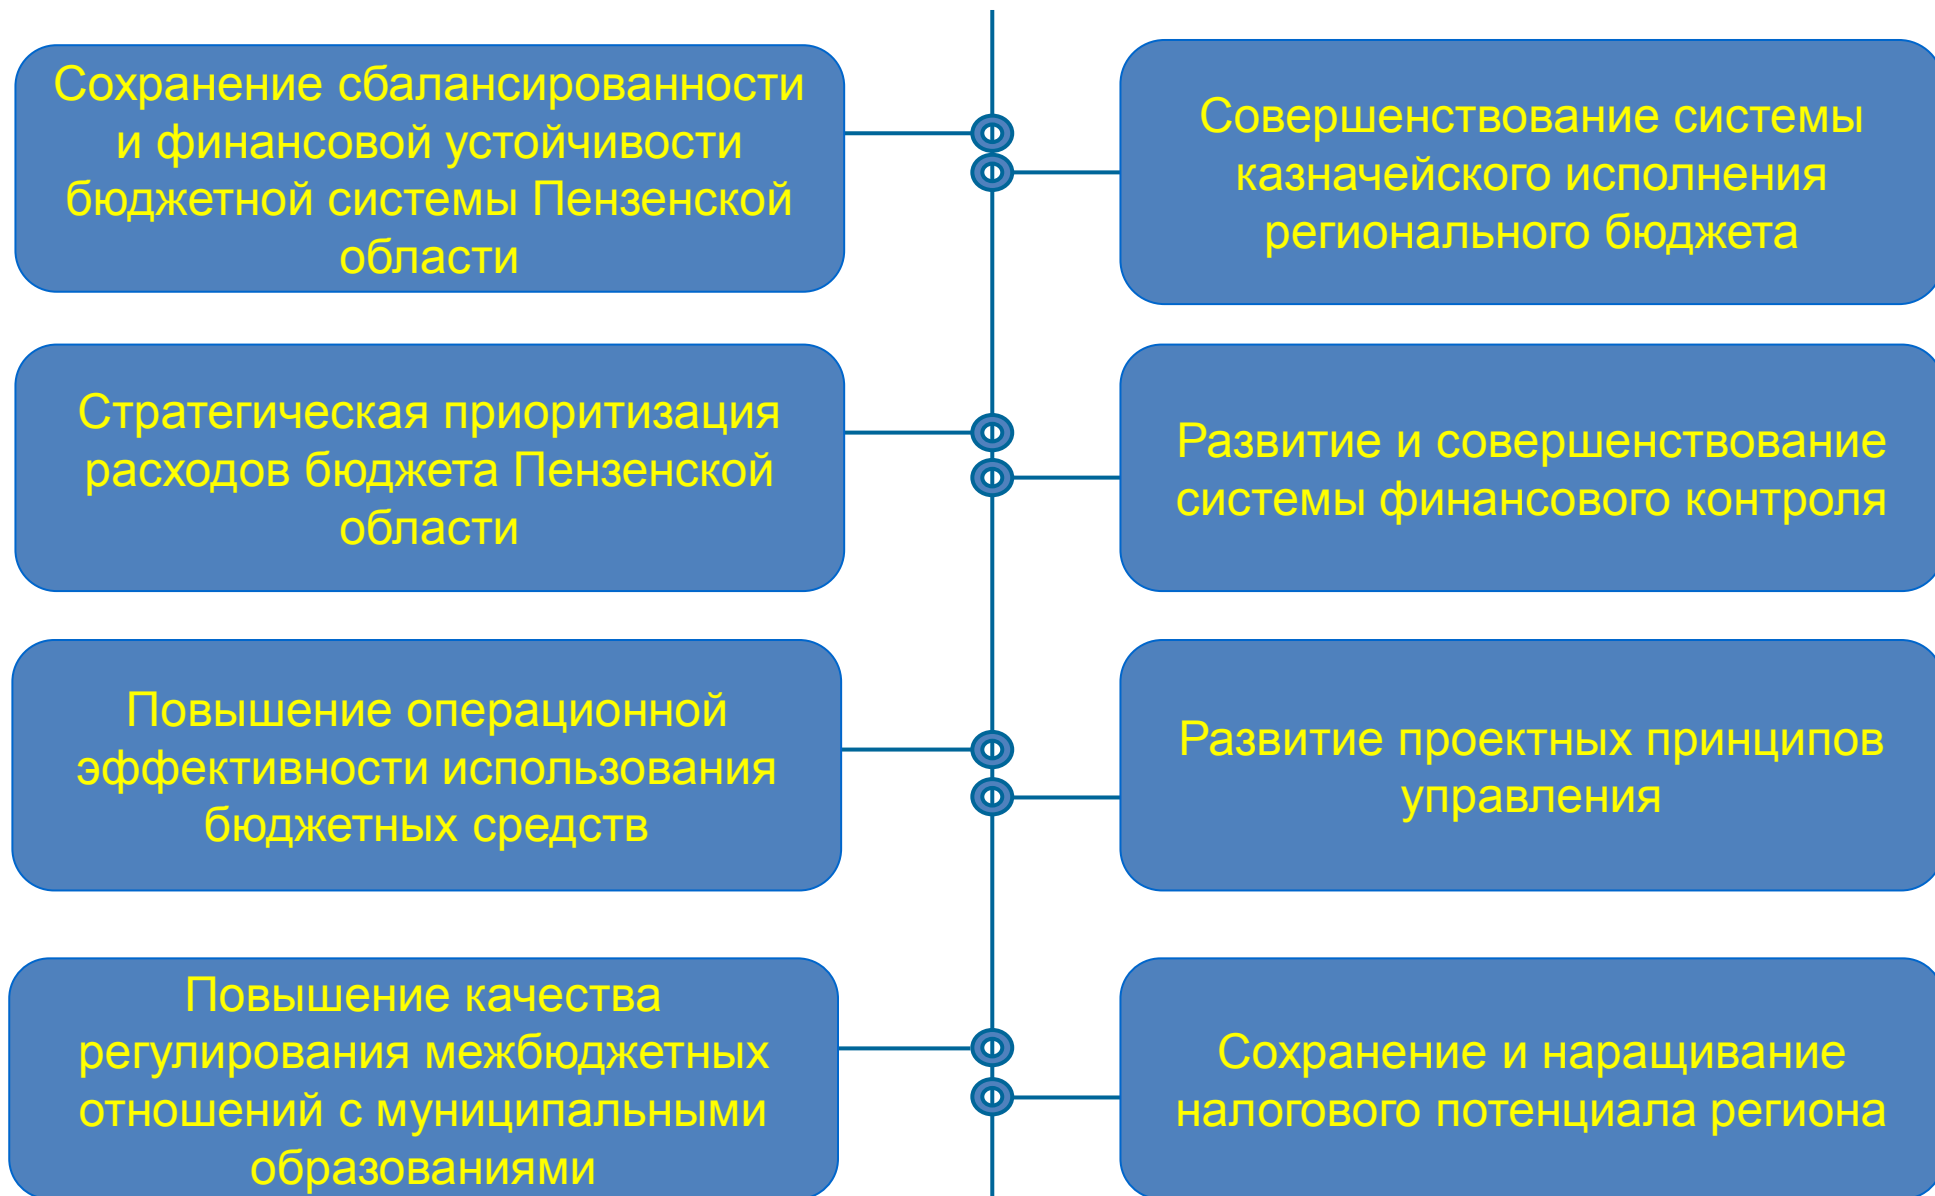 Сохранение сбалансированности
и финансовой устойчивости
бюджетной системы Пензенской
области
Совершенствование системы
казначейского исполнения
регионального бюджета
Стратегическая приоритизация
расходов бюджета Пензенской
области
Развитие и совершенствование
системы финансового контроля
Повышение операционной
эффективности использования
бюджетных средств
Развитие проектных принципов
управления
Повышение качества
регулирования межбюджетных
отношений с муниципальными
образованиями
Сохранение и наращивание
налогового потенциала региона